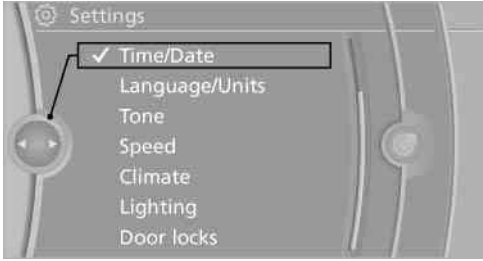 Settings
Time/Date
Language/Units
Tone
Speed
Climate
Lighting
Door locks